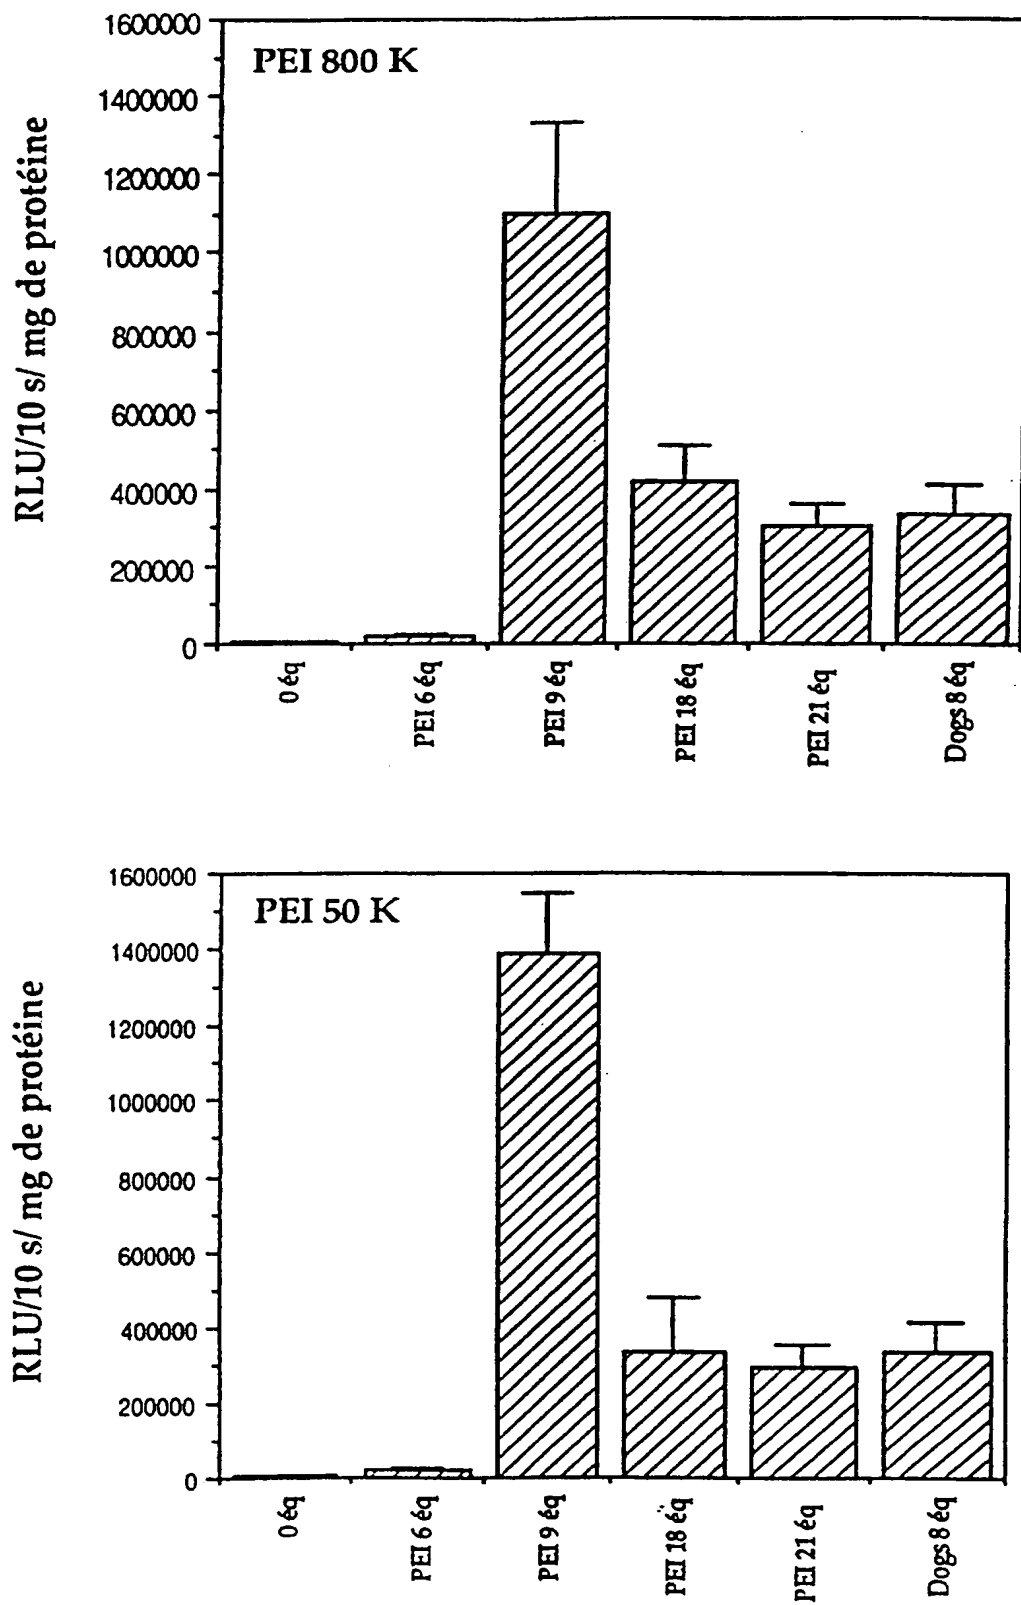 PEI 800 K
RLU/10 s/ mg de protéine
1600000
1400000
1200000
1000000
800000
600000
400000
200000
0
0 éq
PEI 6 éq
PEI 9 éq
PEI 18 éq
PEI 21 éq
Dogs 8 éq
PEI 50 K
RLU/10 s/ mg de protéine
1600000
1400000
1200000
1000000
800000
600000
400000
200000
0
0 éq
PEI 6 éq
PEI 9 éq
PEI 18 éq
PEI 21 éq
Dogs 8 éq